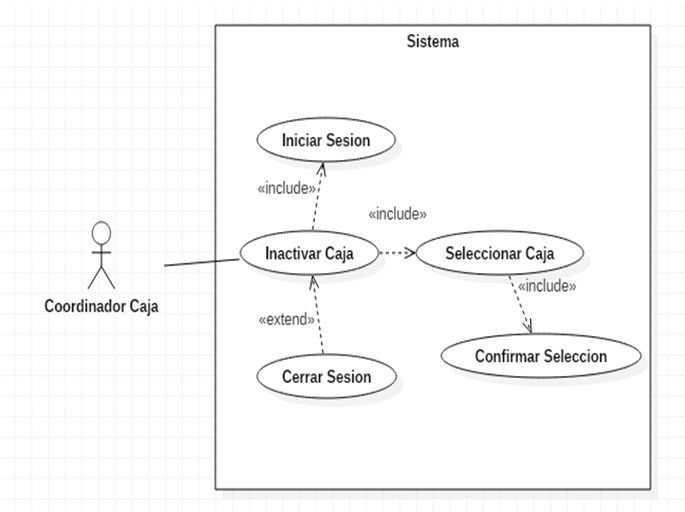 Sistema
Iniciar Sesion
«include»
«include»
Inactivar Caja
Seleccionar Caja
«include»
Coordinador Caja
«extend»
Confirmar Seleccion
Cerrar Sesion